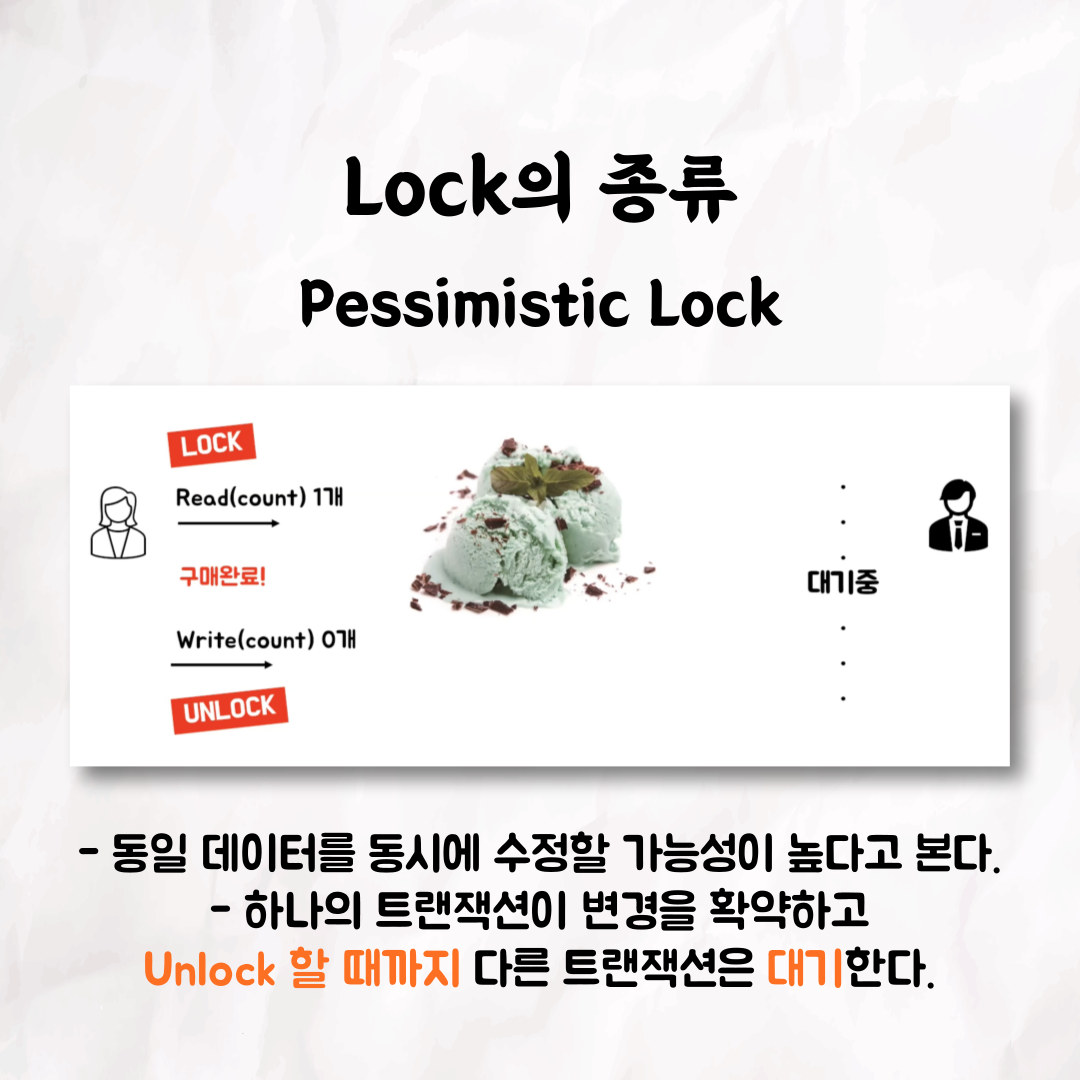 Lock의 종류
Pessimistic Lock
LOCK
Read(count) 1개
구매완료!
대기중
Write(count) 0개
UNLOCK
- 동일 데이터를 동시에 수정할 가능성이 높다고 본다.
- 하나의 트랜잭션이 변경을 확약하고
Unlock 할 때까지 다른 트랜잭션은 대기한다.